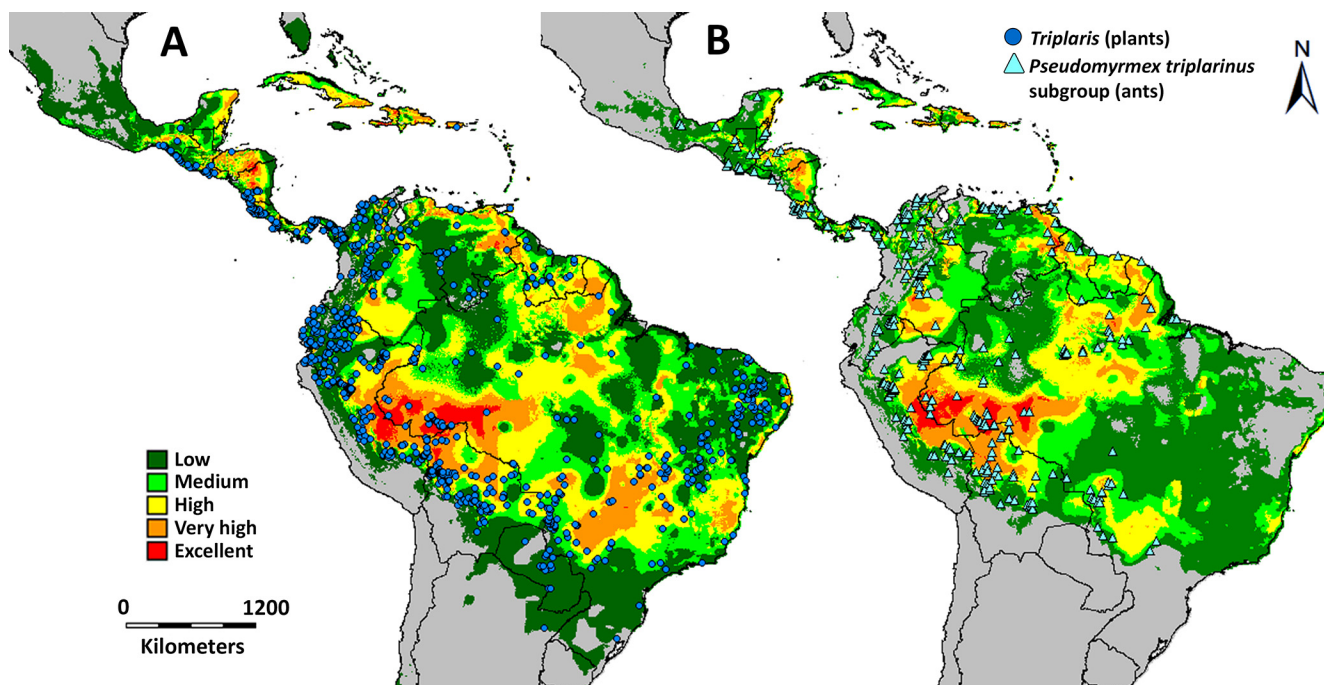 A
B
Triplaris (plants)
Pseudomyrmex triplarinus
subgroup (ants)
N
Low
Medium
High
Very high
Excellent
0 1200
Kilometers